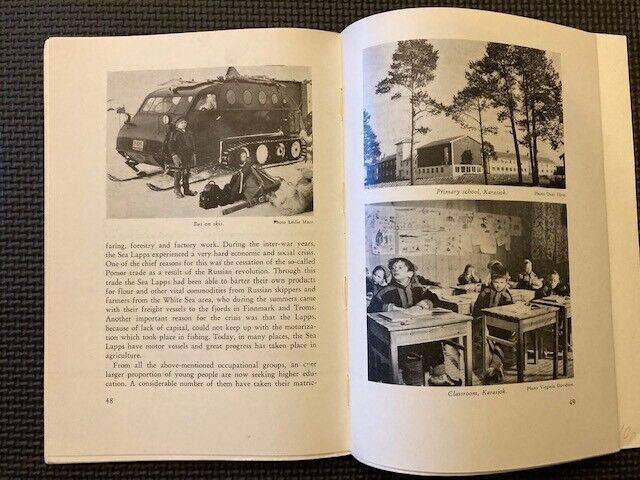 Bus on skis.
Photo Leslie Marr.
faring, forestry and factory work. During the inter-war years,
the Sea Lapps experienced a very hard economic and social crisis.
One of the chief reasons for this was the cessation of the so-called
Pomor trade as a result of the Russian revolution. Through this
trade the Sea Lapps had been able to barter their own products
for flour and other vital commodities from Russian skippers and
farmers from the White Sea area, who during the summers came
with their freight vessels to the fjords in Finnmark and Troms.
Another important reason for the crisis was that the Lapps,
because of lack of capital, could not keep up with the motoriza-
tion which took place in fishing. Today, in many places, the Sea
Lapps have motor vessels and great progress has taken place in
agriculture.
From all the above-mentioned occupational groups, an ever
larger proportion of young people are now seeking higher edu-
cation. A considerable number of them have taken their matric-
48
Primary school, Karasjok.
Photo
Classroom, Karasjok.
Photo Virginia Davidson.
49